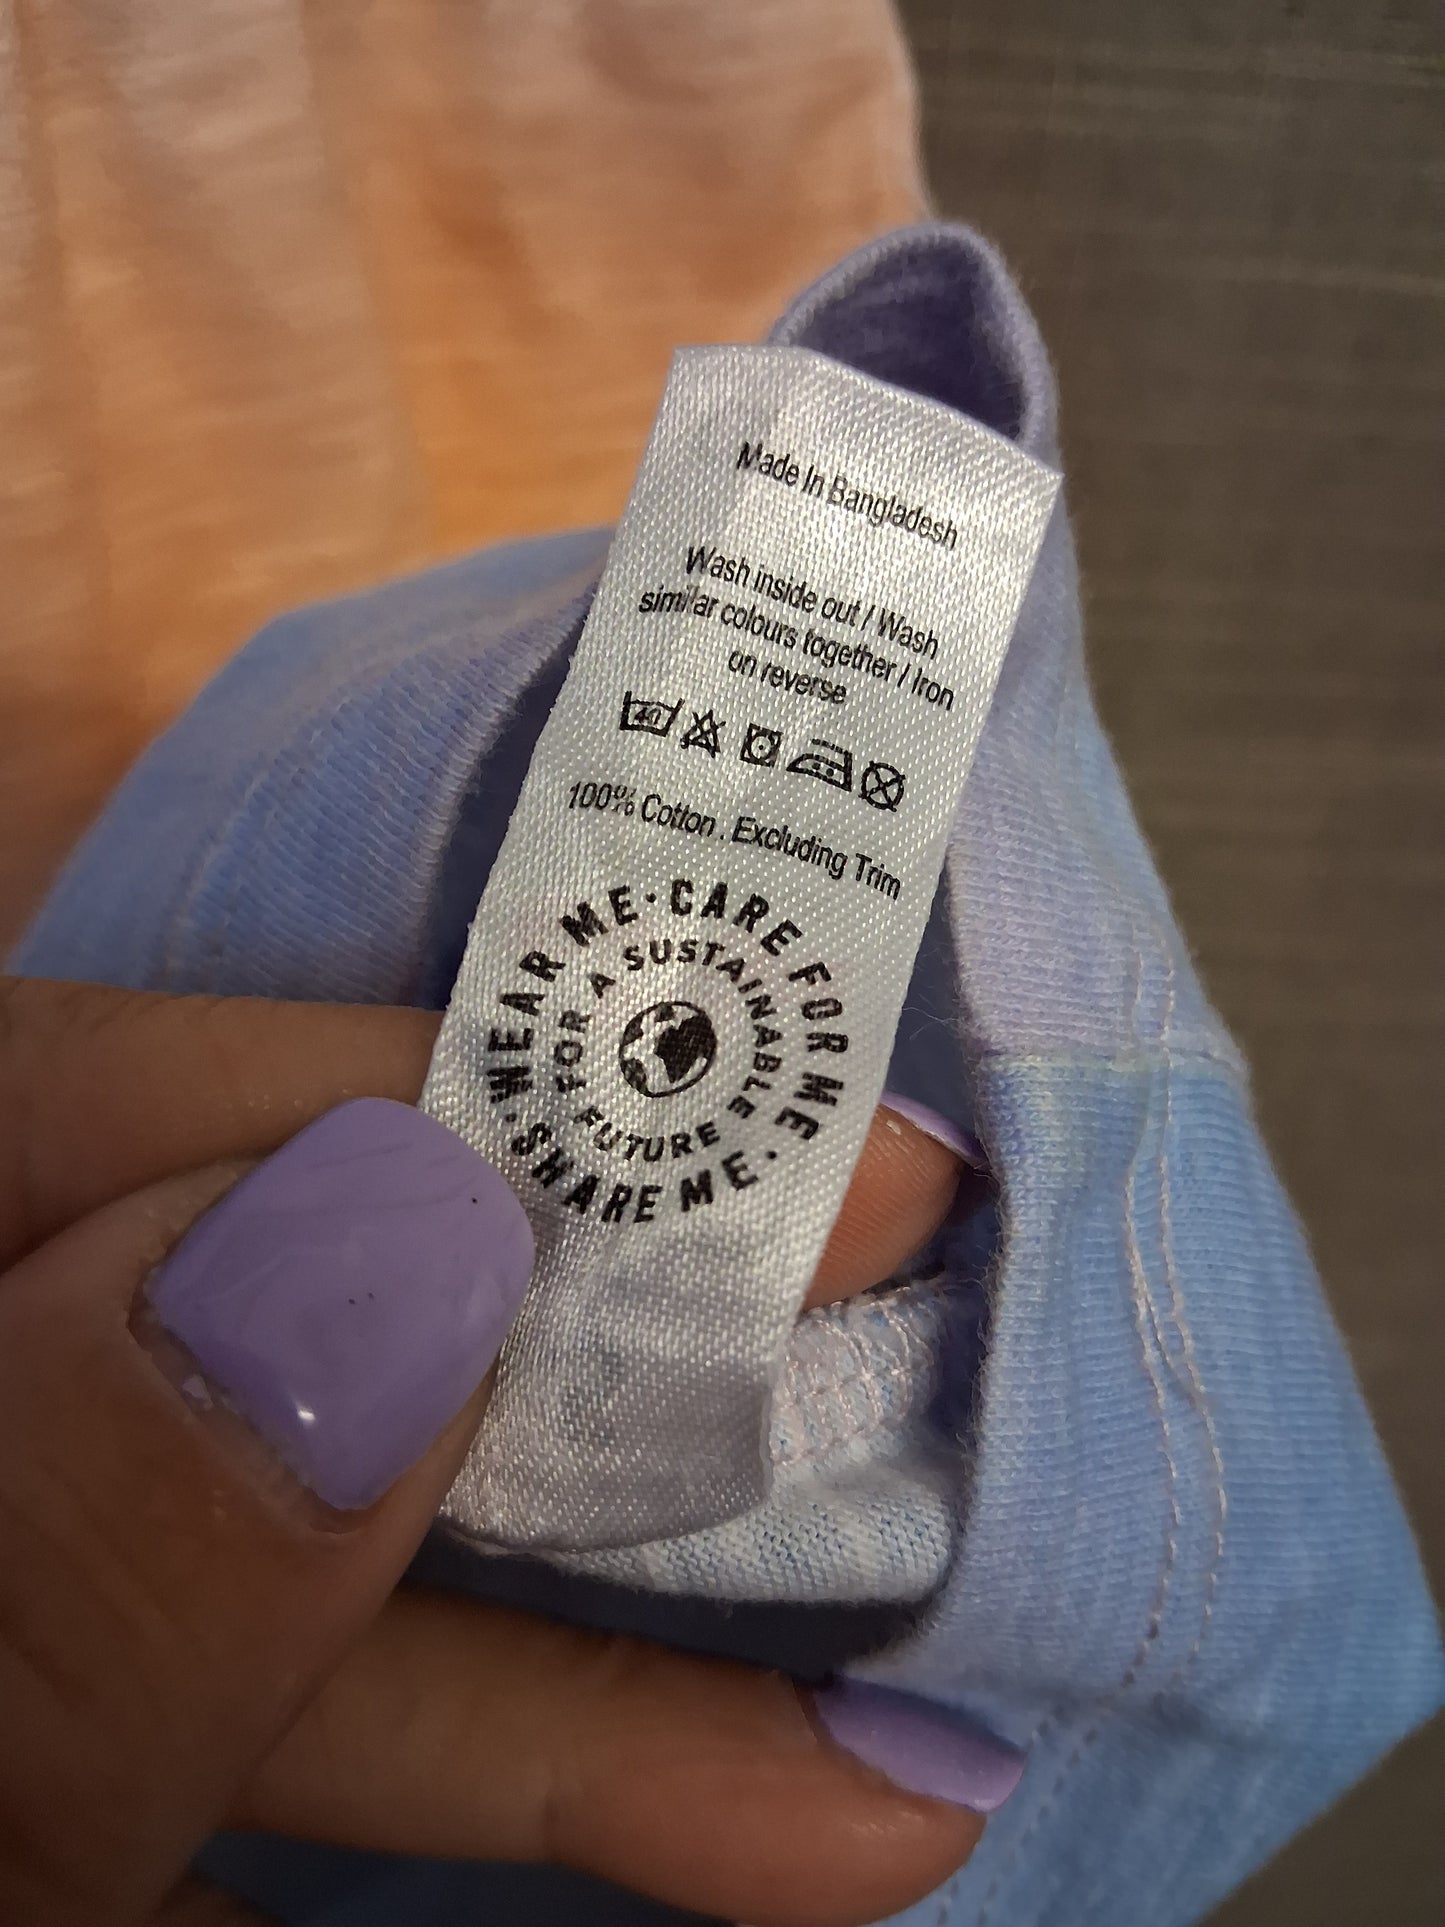 Made In Bangladesh
Wash inside out / Wash
similar colours together / Iron
on reverse
40
100% Cotton . Excluding Trim
WEAR ME · CARE FOR ME · SHARE ME ·
FOR A SUSTAINABLE FUTURE